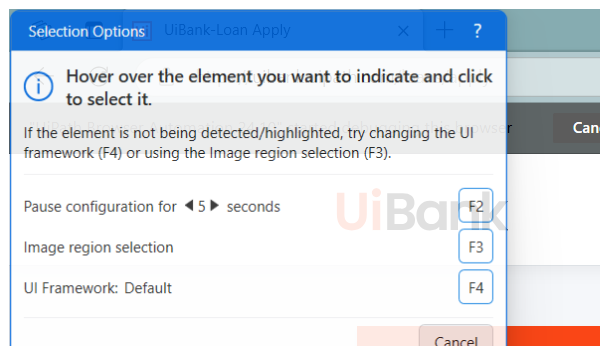 Selection Options
UiBank-Loan Apply
?
Hover over the element you want to indicate and click
to select it.
Can
If the element is not being detected/highlighted, try changing the UI
framework (F4) or using the Image region selection (F3).
Pause configuration for 5 seconds
F2
UiBank
Image region selection
F3
UI Framework: Default
F4
Cancel